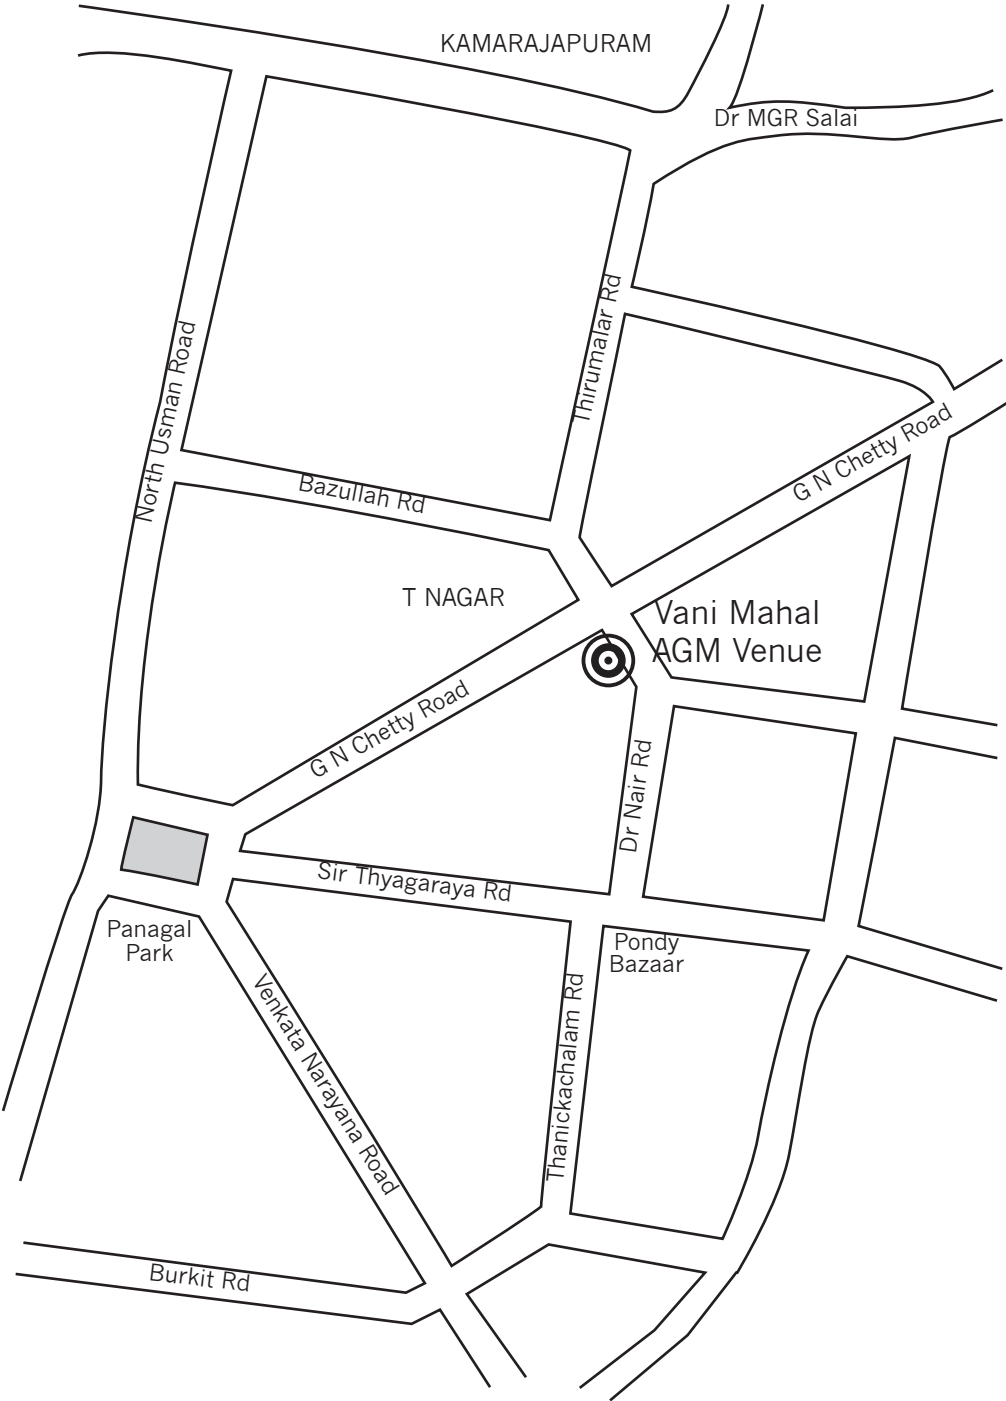 KAMARAJAPURAM
Dr MGR Salai
Thirumalar Rd
North Usman Road
G N Chetty Road
Bazullah Rd
T NAGAR
Vani Mahal
AGM Venue
G N Chetty Road
Dr Nair Rd
Sir Thyagaraya Rd
Panagal
Park
Pondy
Bazaar
Venkata Narayana Road
Thanickachalam Rd
Burkit Rd